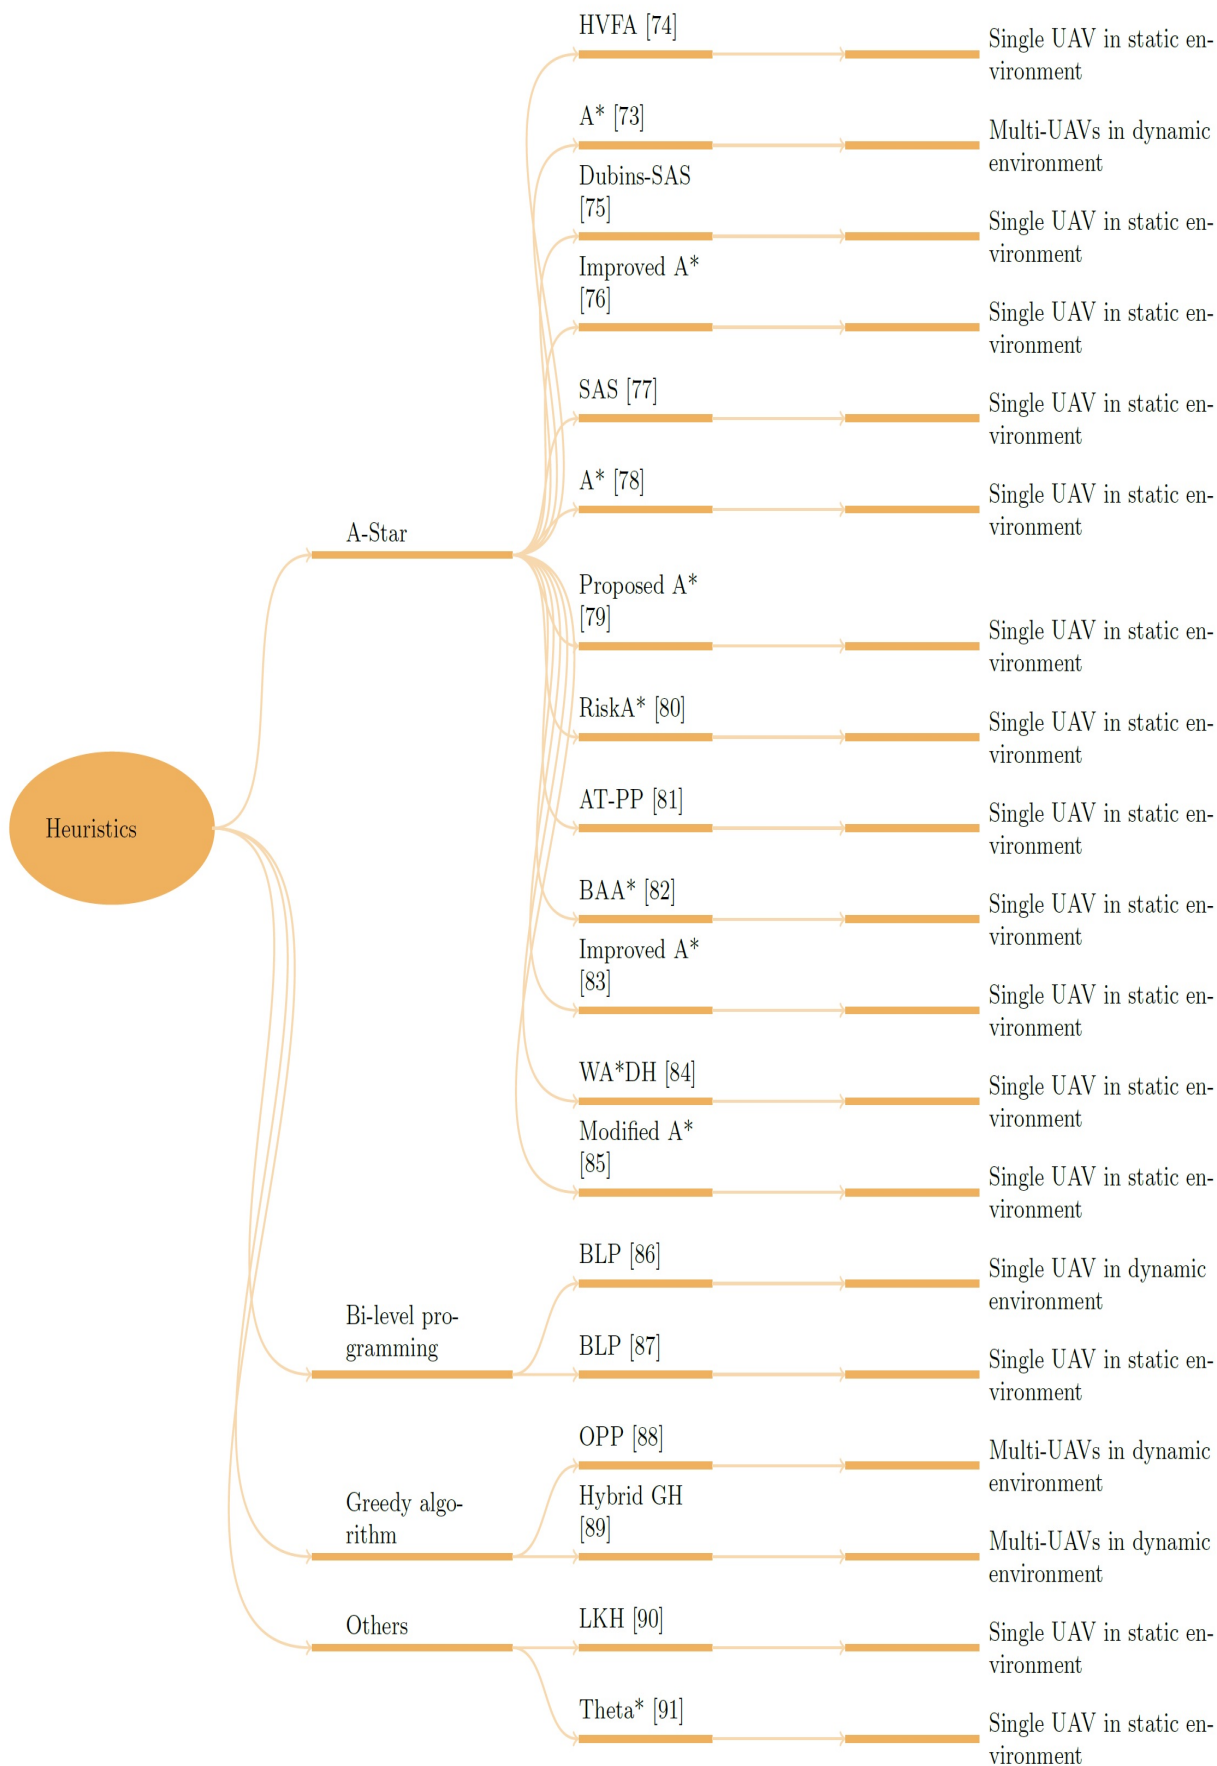 HVFA [74]
Single UAV in static en-
vironment
A* [73]
Multi-UAVs in dynamic
environment
Dubins-SAS
[75]
Single UAV in static en-
vironment
Improved A*
[76]
Single UAV in static en-
vironment
SAS [77]
Single UAV in static en-
vironment
A* [78]
Single UAV in static en-
vironment
A-Star
Proposed A*
[79]
Single UAV in static en-
vironment
RiskA* [80]
Single UAV in static en-
vironment
AT-PP [81]
Single UAV in static en-
vironment
Heuristics
BAA* [82]
Single UAV in static en-
vironment
Improved A*
[83]
Single UAV in static en-
vironment
WA*DH [84]
Single UAV in static en-
vironment
Modified A*
[85]
Single UAV in static en-
vironment
BLP [86]
Single UAV in dynamic
environment
Bi-level pro-
gramming
BLP [87]
Single UAV in static en-
vironment
OPP [88]
Multi-UAVs in dynamic
environment
Greedy algo-
rithm
Hybrid GH
[89]
Multi-UAVs in dynamic
environment
Others
LKH [90]
Single UAV in static en-
vironment
Theta* [91]
Single UAV in static en-
vironment